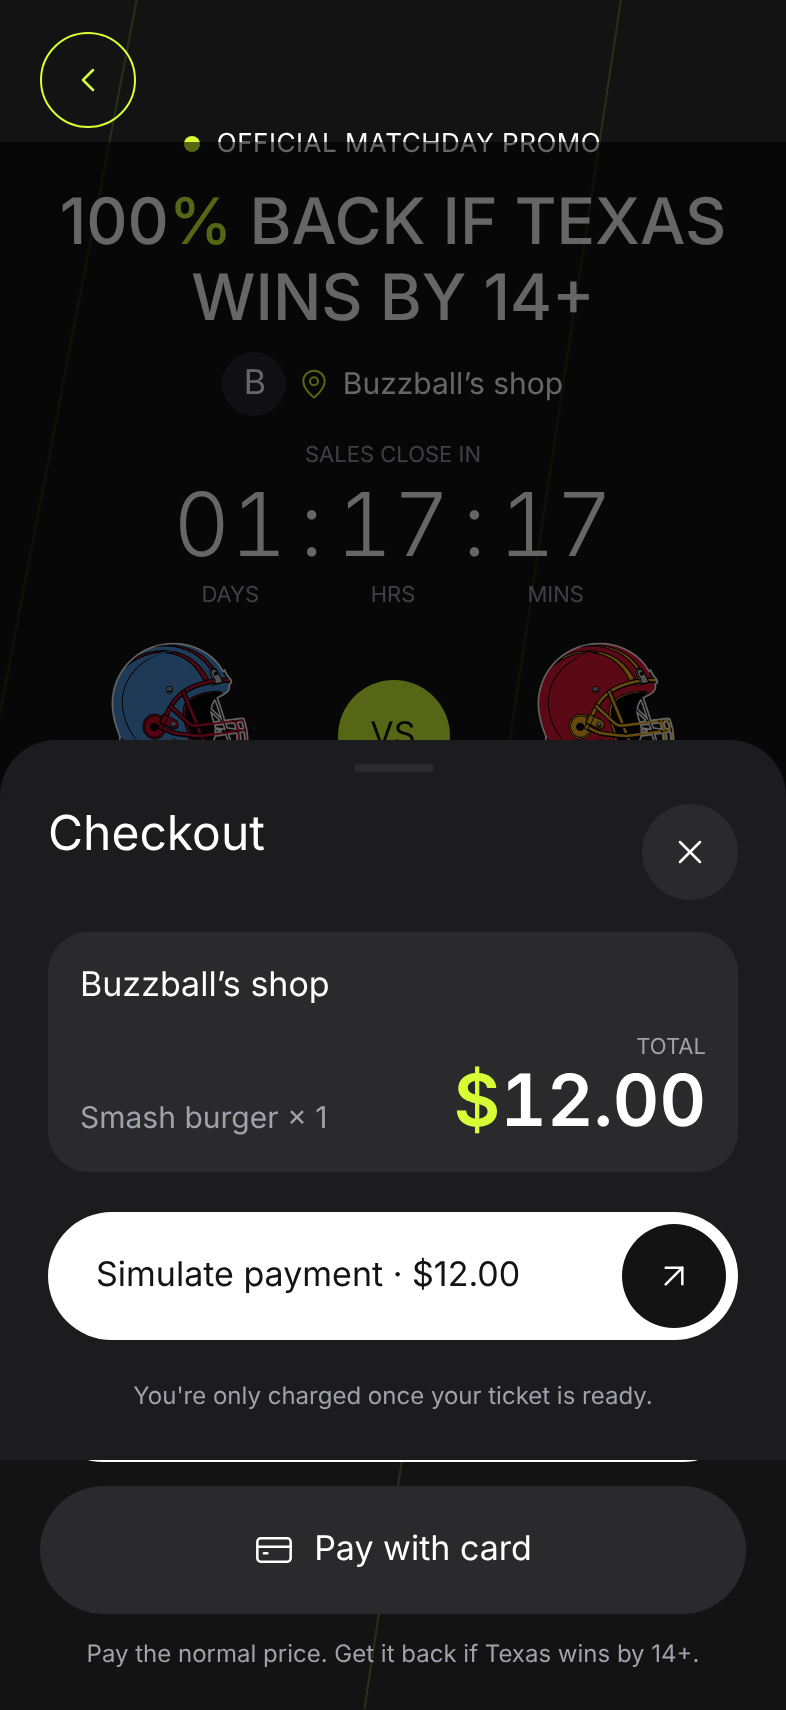 OFFICIAL MATCHDAY PROMO
100% BACK IF TEXAS
WINS BY 14+
B Buzzball’s shop
SALES CLOSE IN
01 : 17 : 17
DAYS HRS MINS
VS
Checkout
Buzzball’s shop
TOTAL
Smash burger × 1 $12.00
Simulate payment · $12.00
You're only charged once your ticket is ready.
Pay with card
Pay the normal price. Get it back if Texas wins by 14+.